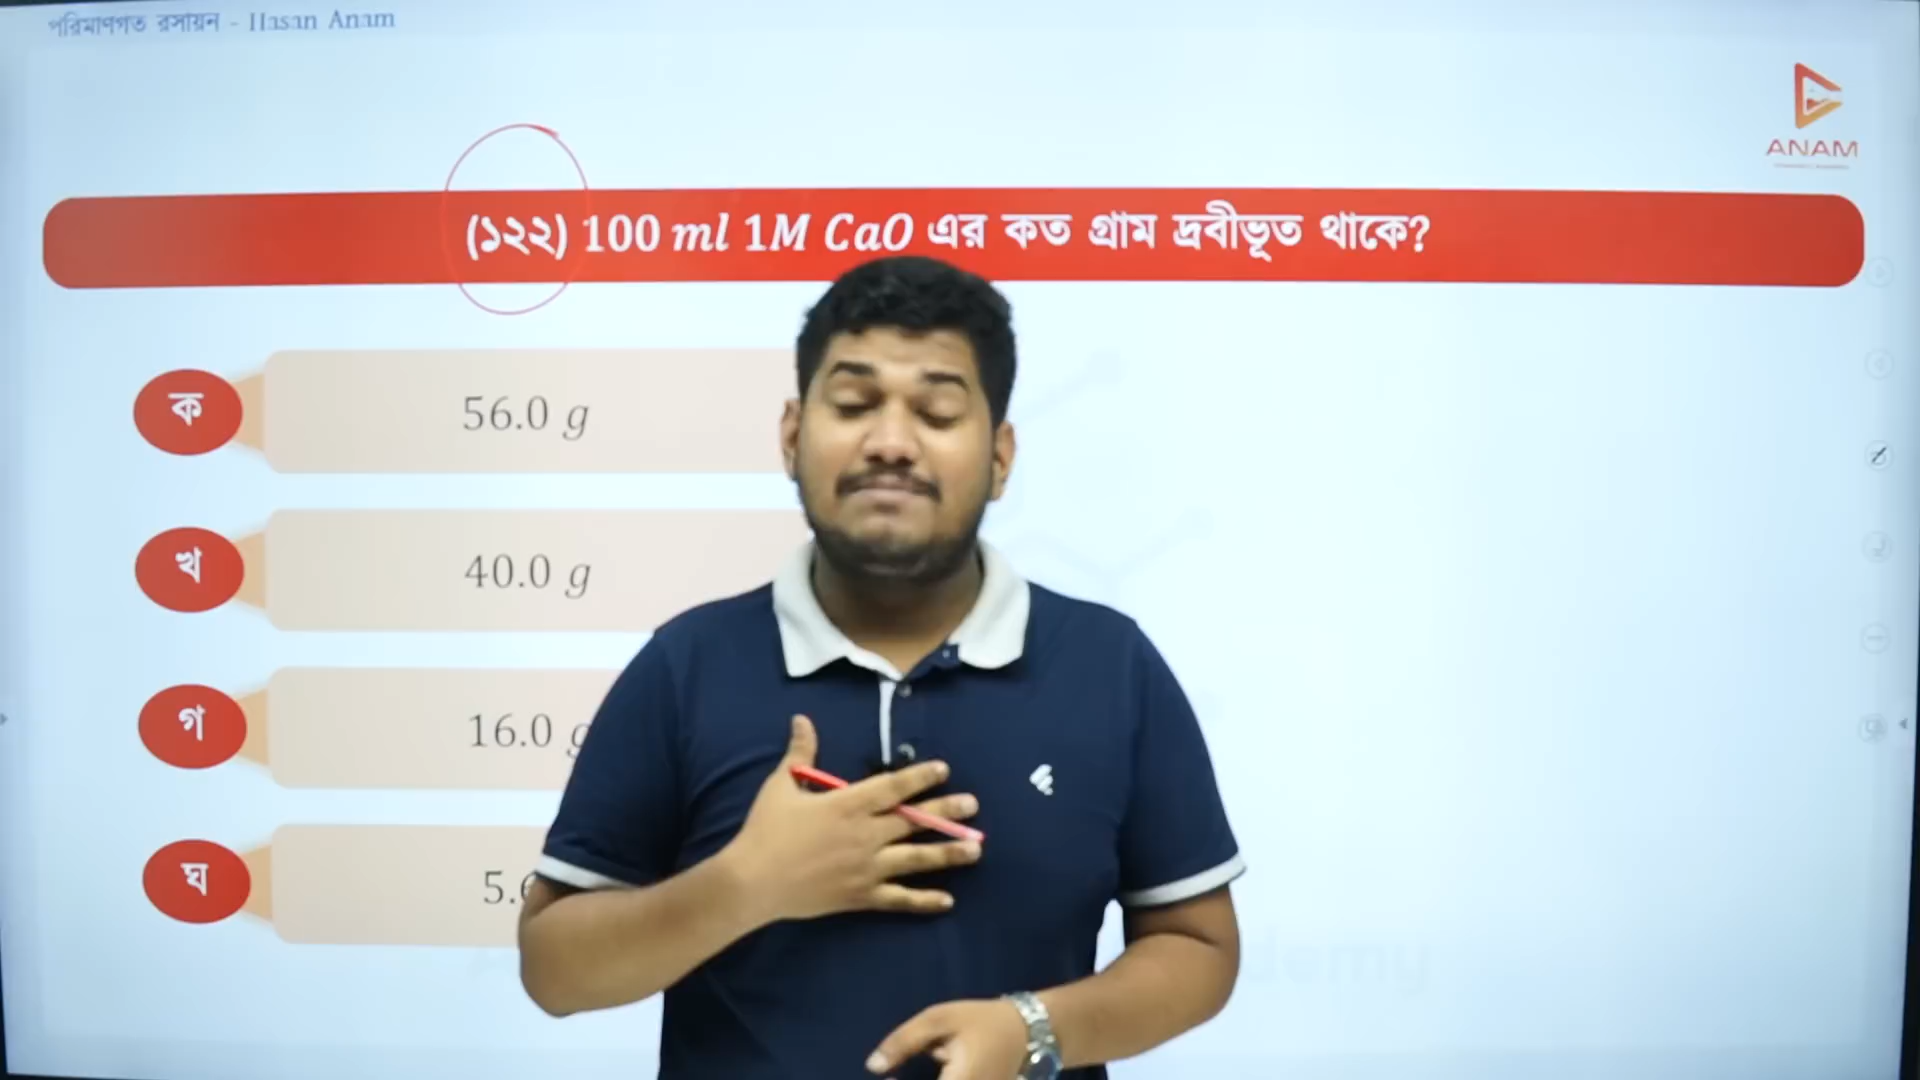 পরিমাণগত রসায়ন - Hasan Anam
ANAM
(১২২) 100 ml 1M CaO এর কত গ্রাম দ্রবীভূত থাকে?
ক 56.0 g
খ 40.0 g
গ 16.0 g
ঘ